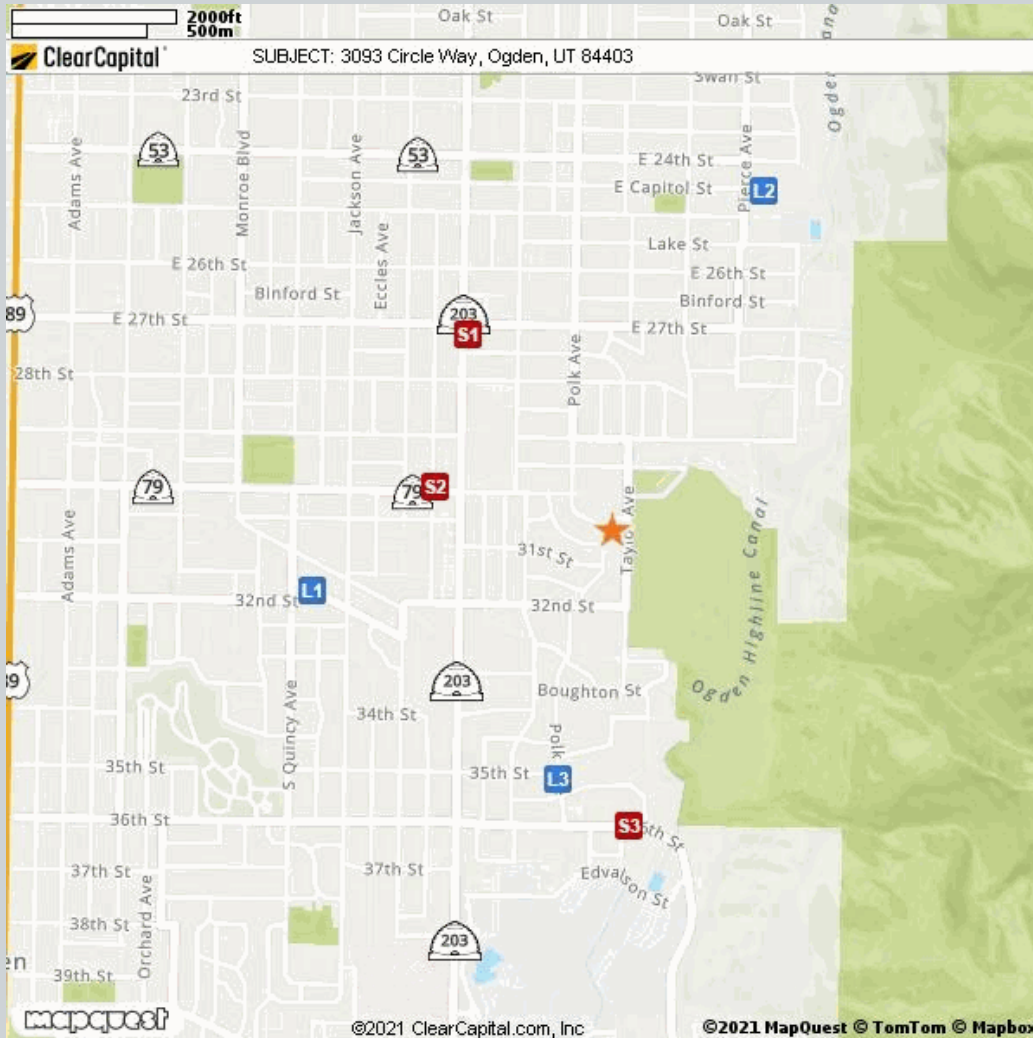 2000ft
500m
Oak St
Oak St
Ogden
ClearCapital
SUBJECT: 3093 Circle Way, Ogden, UT 84403
Swan St
23rd St
Adams Ave
53
Monroe Blvd
Jackson Ave
53
E 24th St
Pierce Ave
E Capitol St
L2
Eccles Ave
Lake St
E 26th St
E 26th St
Binford St
Binford St
89
E 27th St
203
S1
E 27th St
28th St
Polk Ave
79
79
S2
Taylor Ave
Adams Ave
31st St
L1
32nd St
32nd St
Ogden Highline Canal
89
203
Boughton St
S Quincy Ave
34th St
Polk
35th St
35th St
L3
36th St
S3
36th St
37th St
37th St
Edvalson St
Orchard Ave
38th St
203
en
39th St
mapquest
©2021 ClearCapital.com, Inc
©2021 MapQuest © TomTom © Mapbox